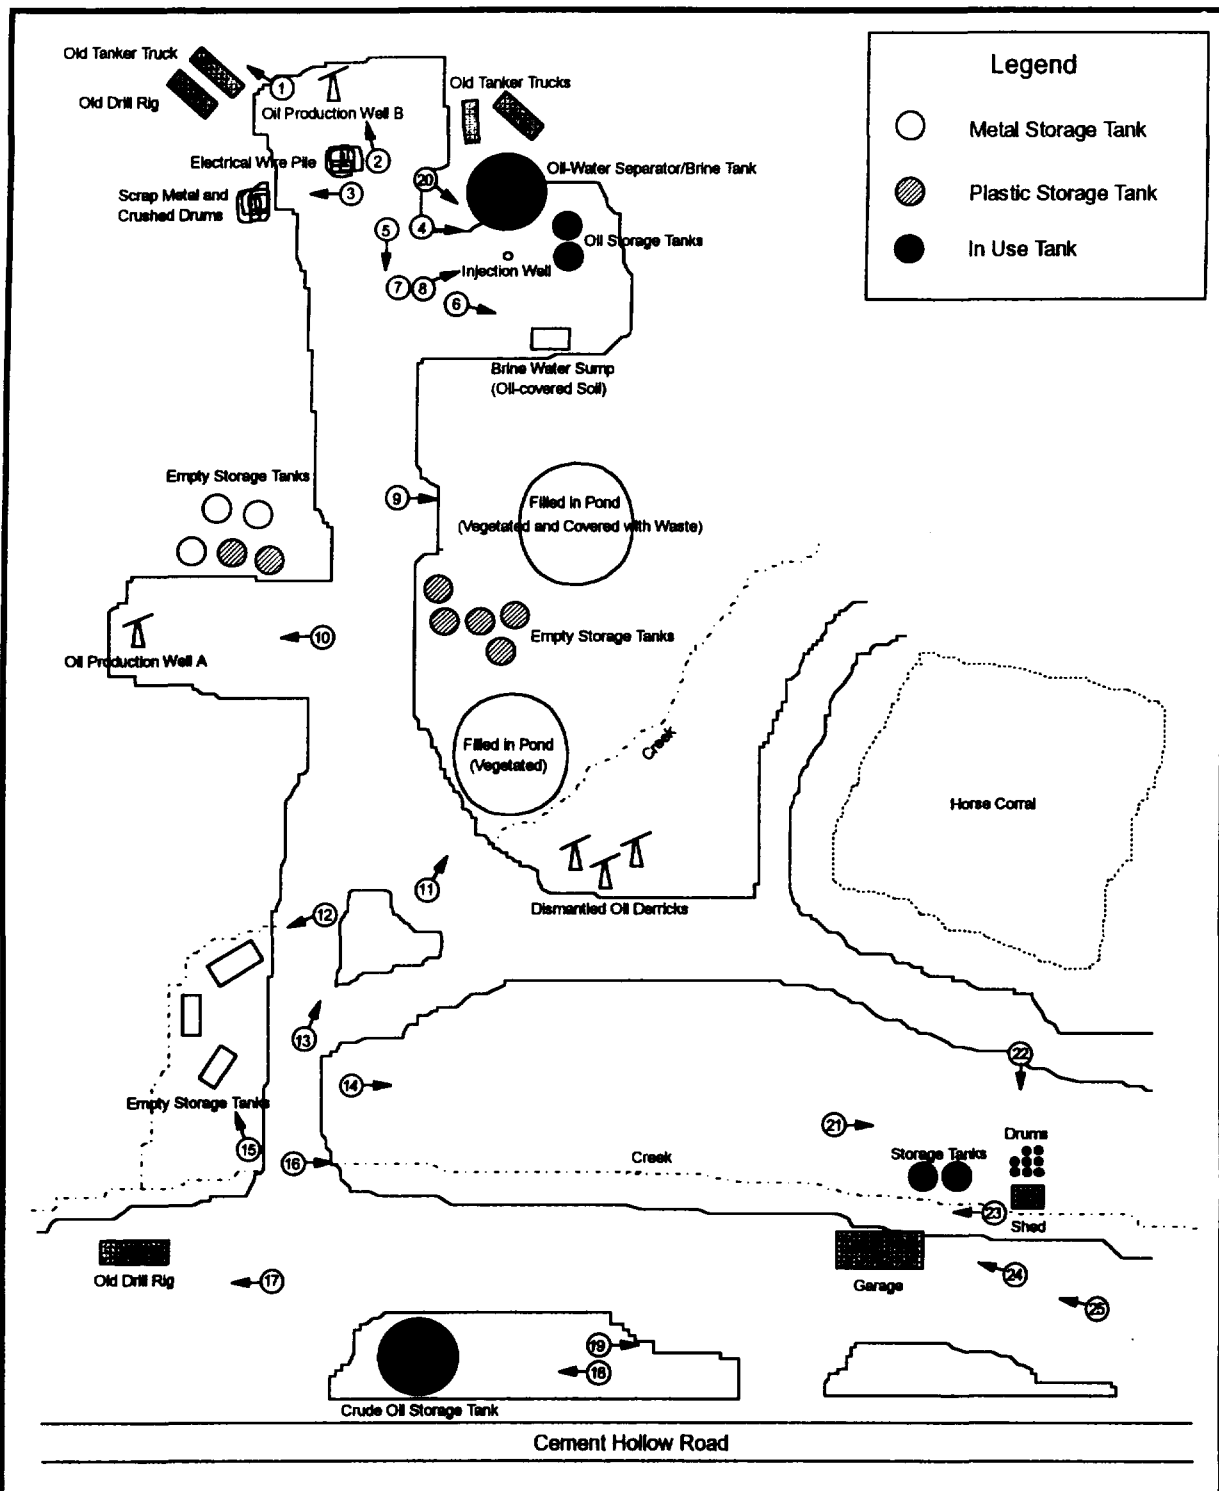 Old Tanker Truck
Old Drill Rig
1
Oil Production Well B
Old Tanker Trucks
Legend
Metal Storage Tank
Plastic Storage Tank
In Use Tank
Electrical Wire Pile
2
Oil-Water Separator/Brine Tank
Scrap Metal and
Crushed Drums
3
20
5
4
Oil Storage Tanks
Injection Well
7
8
6
Brine Water Sump
(Oil-covered Soil)
Empty Storage Tanks
9
Filled in Pond
(Vegetated and Covered with Waste)
10
Empty Storage Tanks
Oil Production Well A
Filled in Pond
(Vegetated)
Creek
Horse Corral
11
Dismantled Oil Derricks
12
13
22
14
Empty Storage Tanks
21
Drums
15
16
Creek
Storage Tanks
23
Shed
Old Drill Rig
17
Garage
24
25
19
18
Crude Oil Storage Tank
Cement Hollow Road